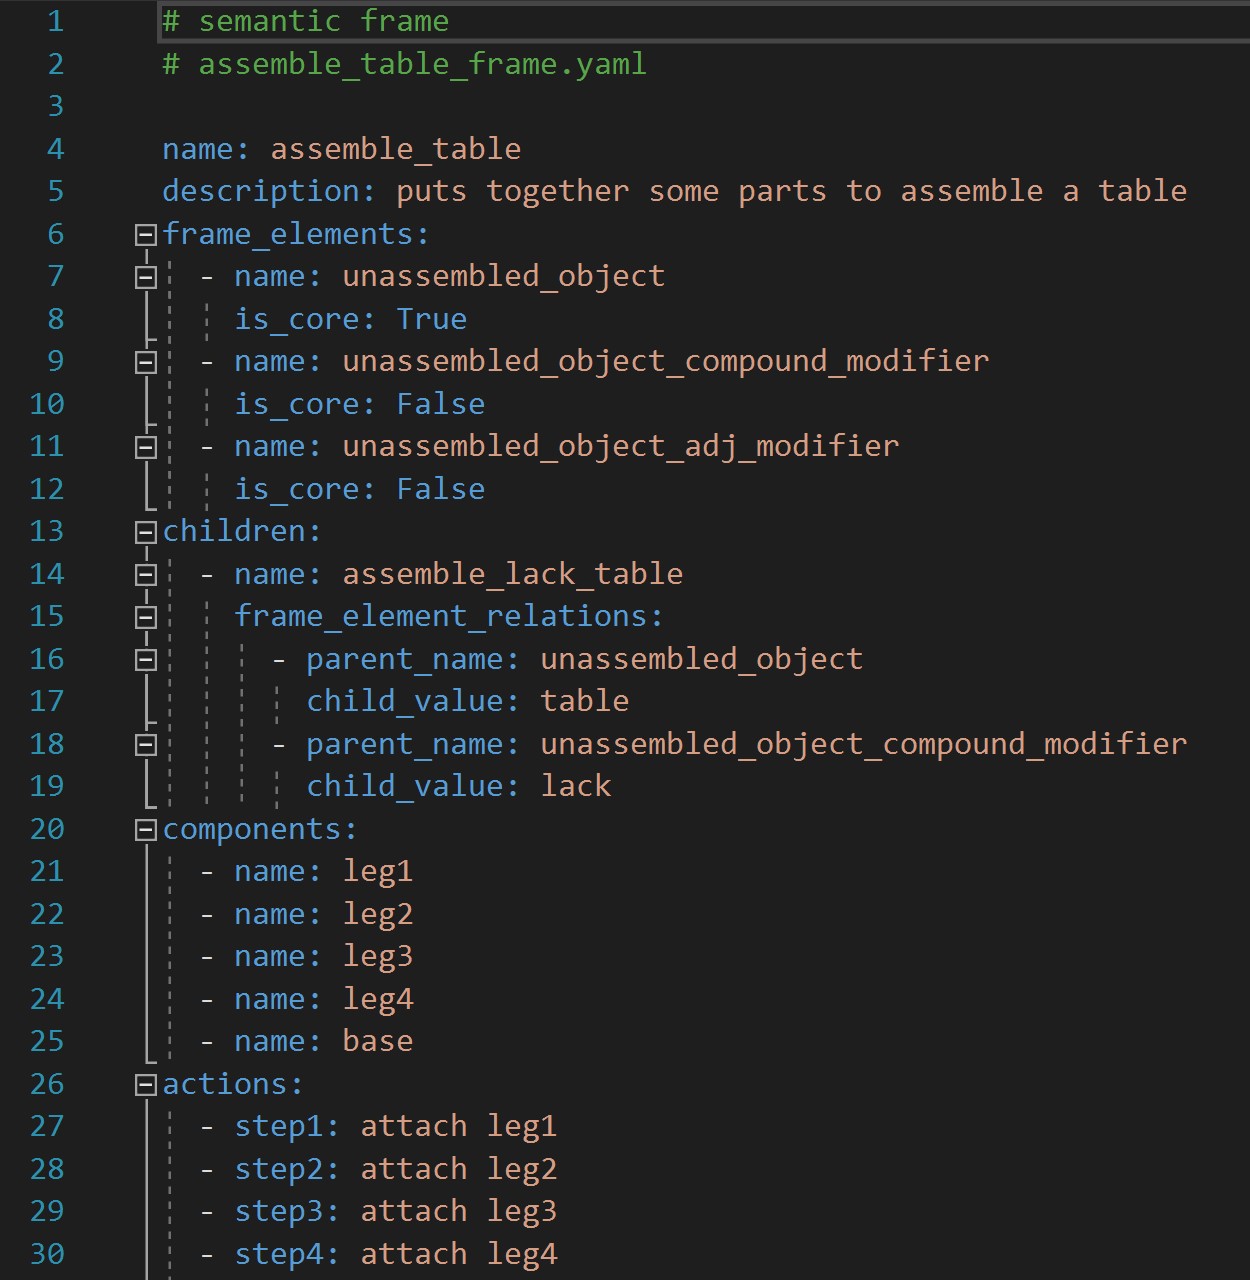 1 # semantic frame
2 # assemble_table_frame.yaml
3
4 name: assemble_table
5 description: puts together some parts to assemble a table
6 frame_elements:
7 - name: unassembled_object
8 is_core: True
9 - name: unassembled_object_compound_modifier
10 is_core: False
11 - name: unassembled_object_adj_modifier
12 is_core: False
13 children:
14 - name: assemble_lack_table
15 frame_element_relations:
16 - parent_name: unassembled_object
17 child_value: table
18 - parent_name: unassembled_object_compound_modifier
19 child_value: lack
20 components:
21 - name: leg1
22 - name: leg2
23 - name: leg3
24 - name: leg4
25 - name: base
26 actions:
27 - step1: attach leg1
28 - step2: attach leg2
29 - step3: attach leg3
30 - step4: attach leg4